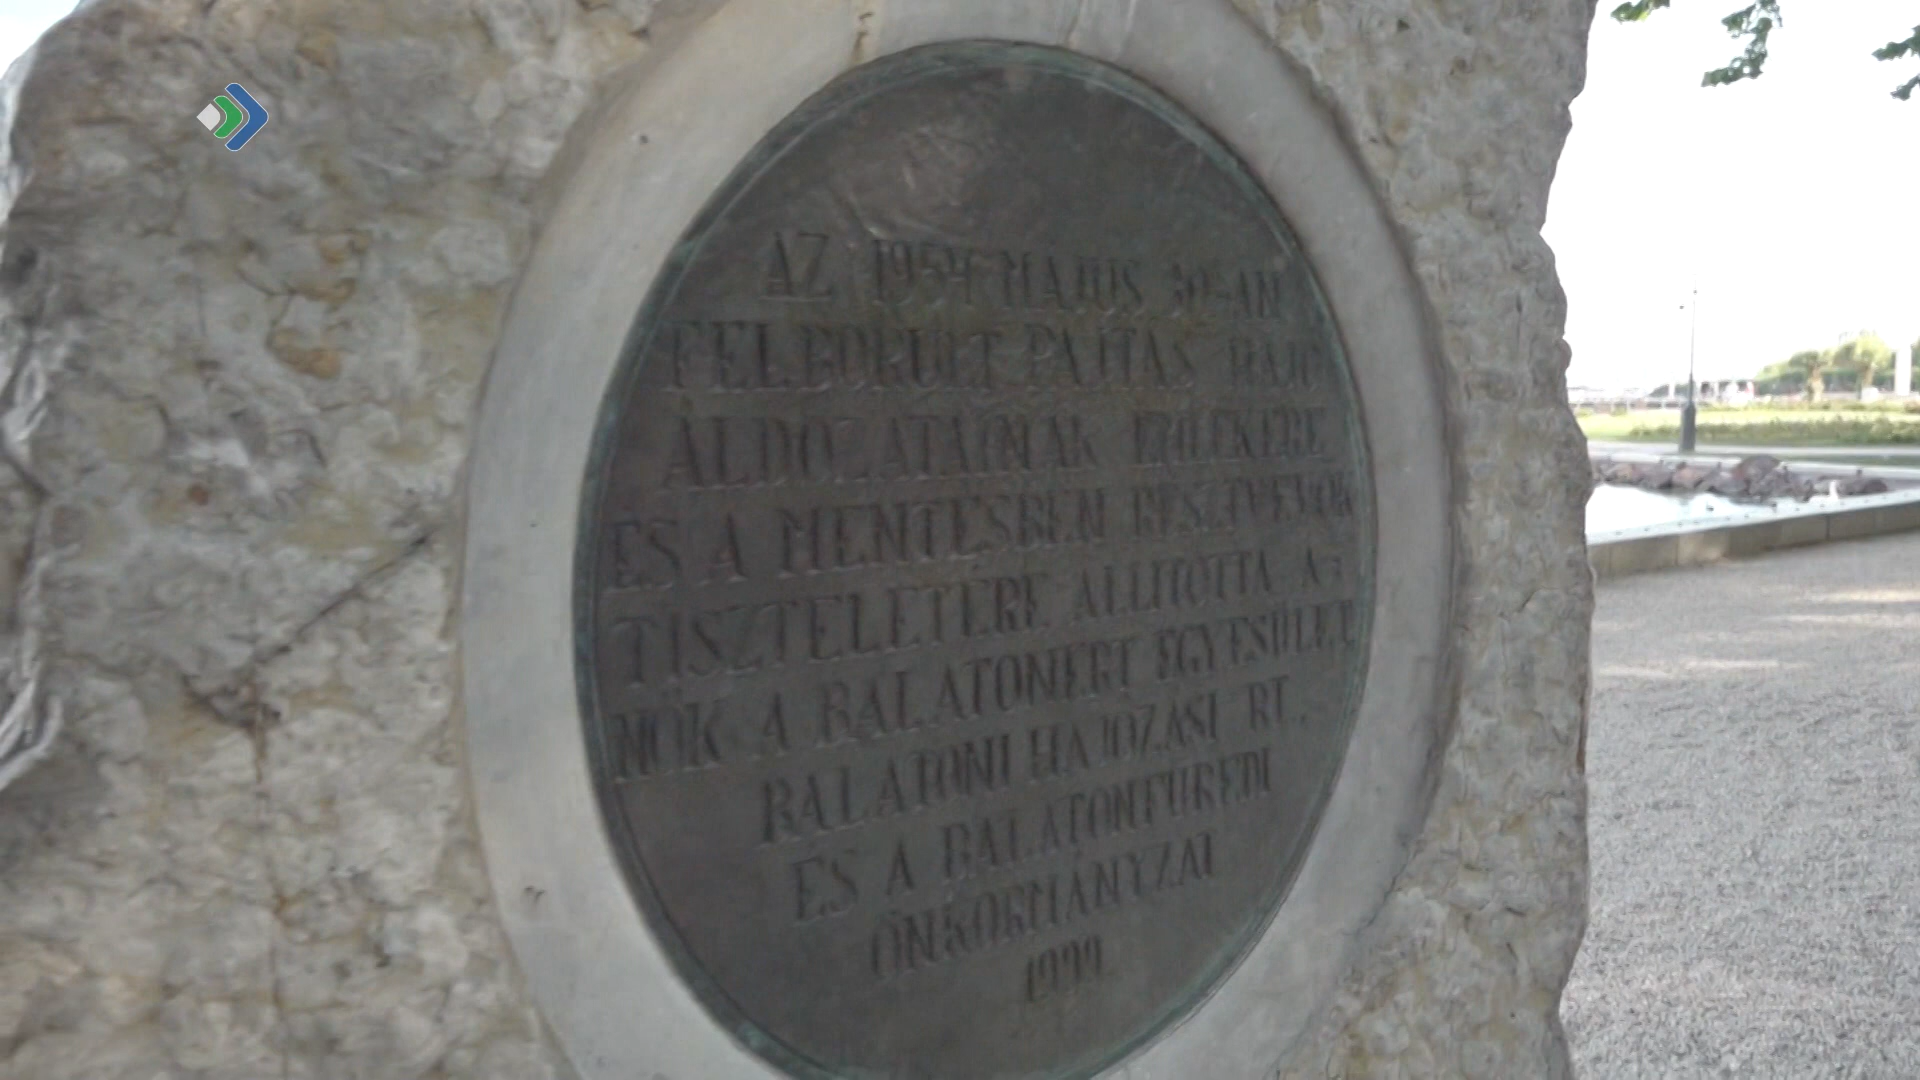 AZ 1954 MÁJUS 30-ÁN
FELBORULT PAJTÁS HAJÓ
ÁLDOZATAINAK EMLÉKÉRE
ÉS A MENTÉSBEN RÉSZTVEVŐK
TISZTELETÉRE ÁLLÍTOTTA A
NOK A BALATONÉRT EGYESÜLET
BALATONI HAJÓZÁSI RT.
ÉS A BALATONFÜREDI
ÖNKORMÁNYZAT
1999